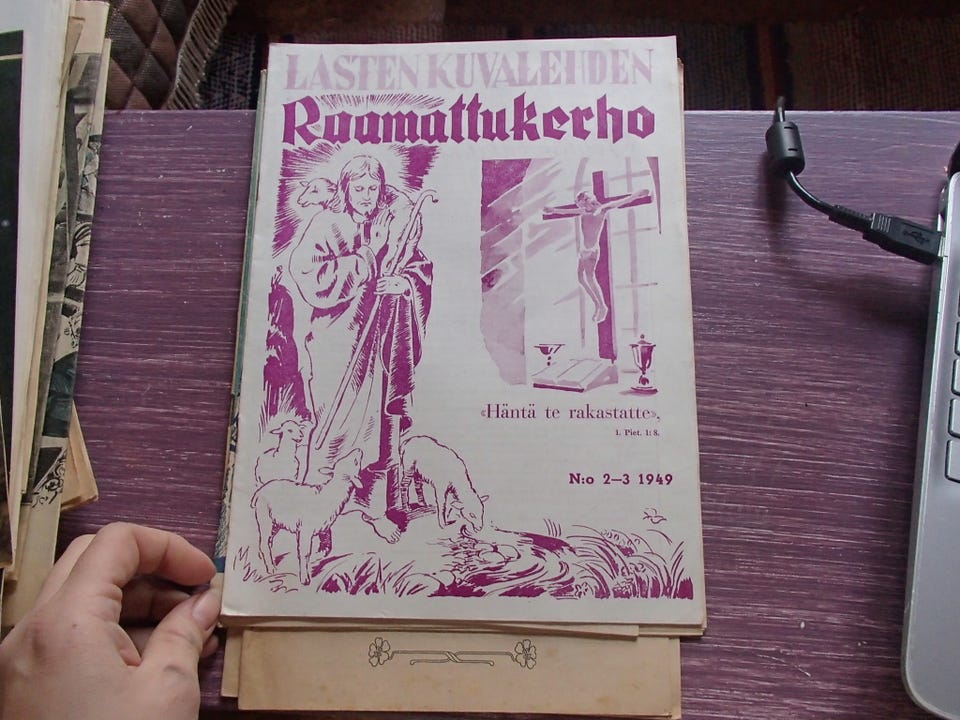 LASTEN KUVALEHDEN
Raamattukerho
«Häntä te rakastatte»,
1. Piet. 1: 8.
N:o 2—3 1949